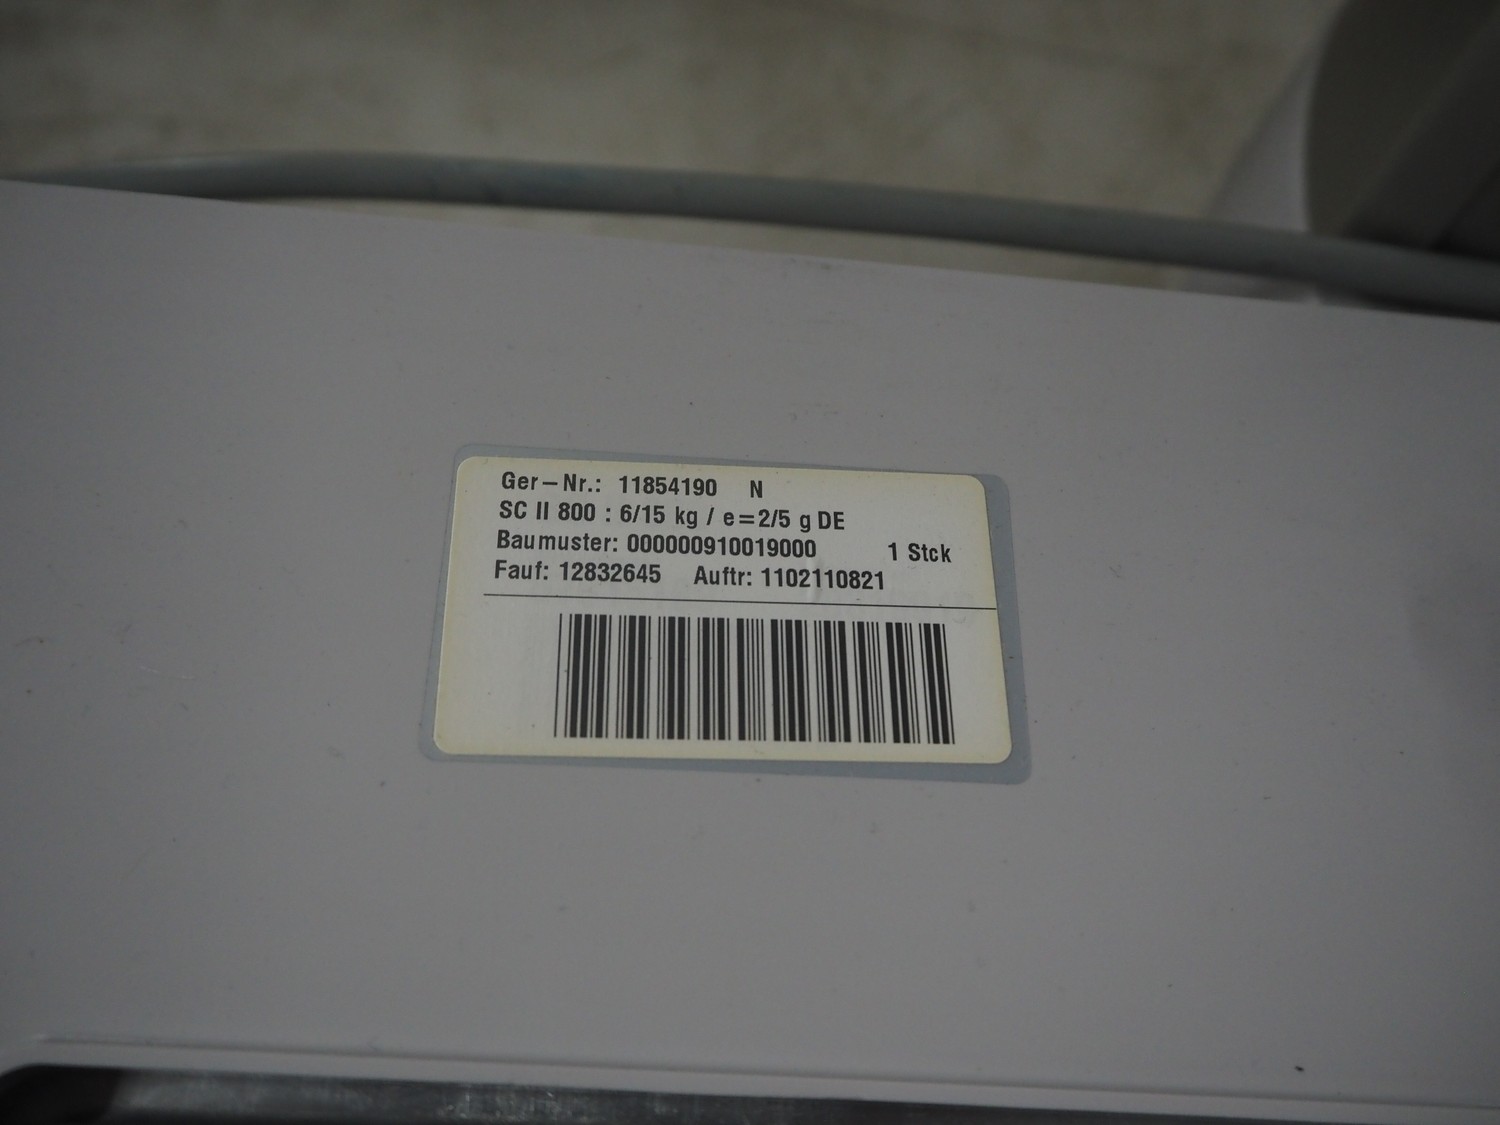 Ger-Nr.: 11854190 N
SC II 800 : 6/15 kg / e=2/5 g DE
Baumuster: 000000910019000 1 Stck
Fauf: 12832645 Auftr: 1102110821